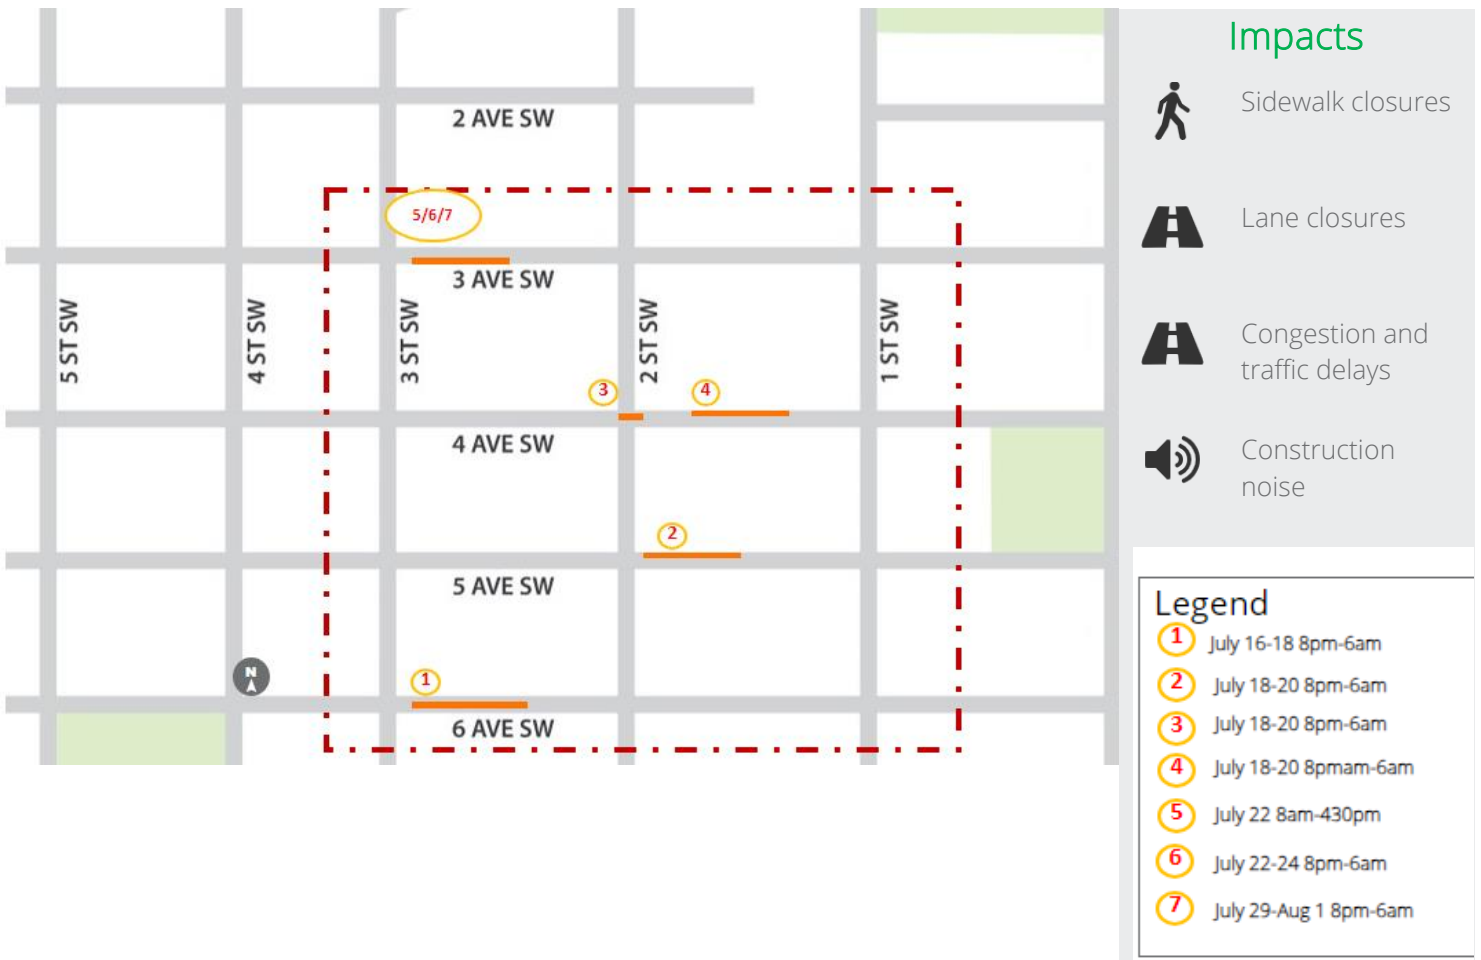 2 AVE SW
5/6/7
3 AVE SW
5 ST SW
4 ST SW
3 ST SW
2 ST SW
1 ST SW
3
4
4 AVE SW
2
5 AVE SW
N
1
6 AVE SW
Impacts
Sidewalk closures
Lane closures
Congestion and
traffic delays
Construction
noise
Legend
1 July 16-18 8pm-6am
2 July 18-20 8pm-6am
3 July 18-20 8pm-6am
4 July 18-20 8pmam-6am
5 July 22 8am-430pm
6 July 22-24 8pm-6am
7 July 29-Aug 1 8pm-6am